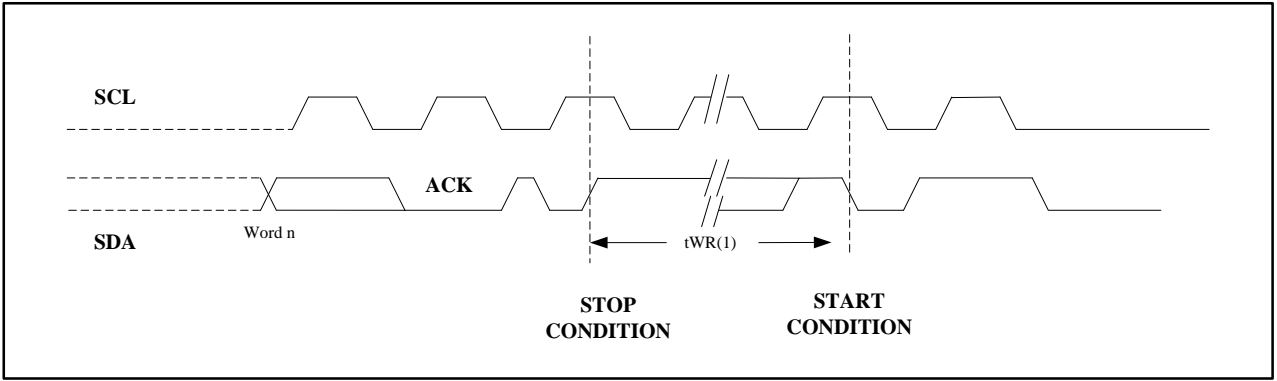 SCL
ACK
Word n
SDA
tWR(1)
STOP
CONDITION
START
CONDITION